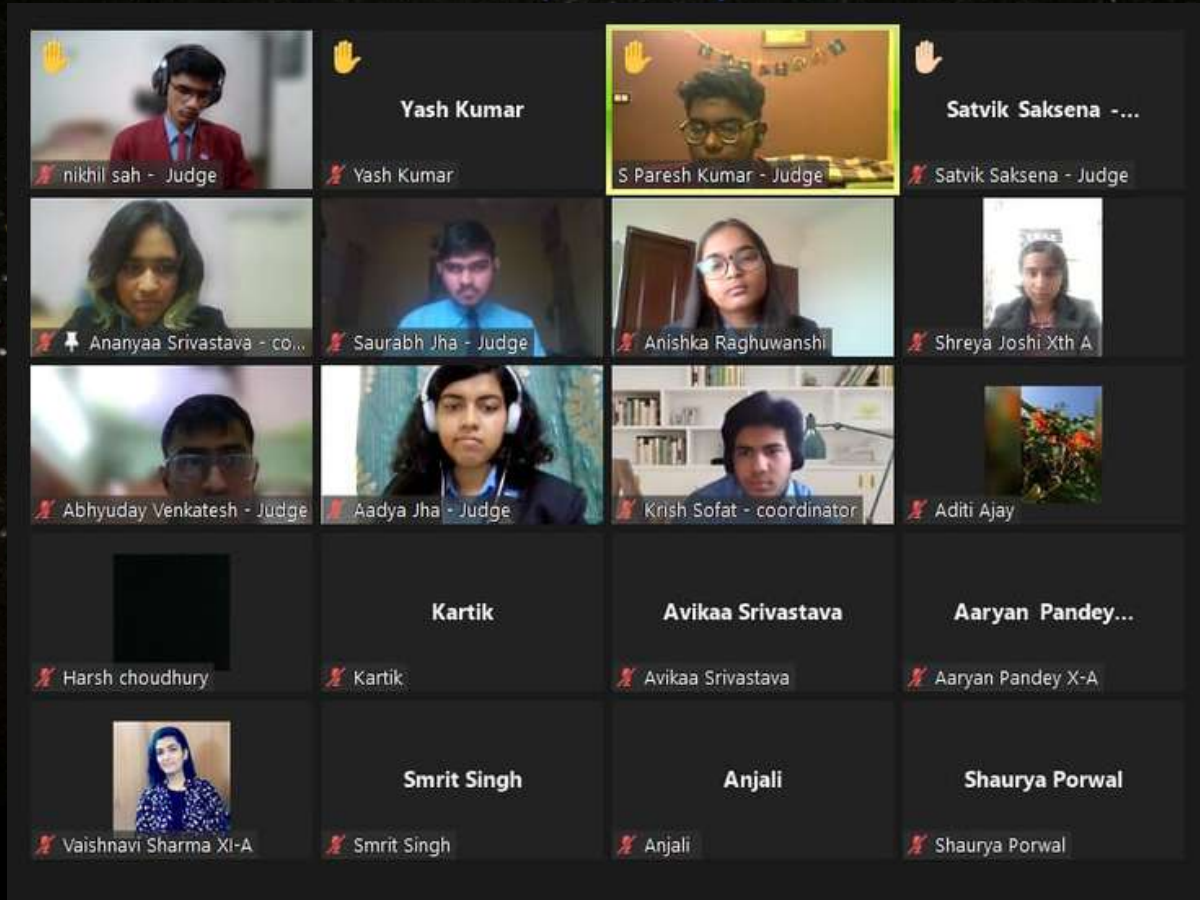 nikhil sah - Judge
Yash Kumar
Yash Kumar
S Paresh Kumar - Judge
Satvik Saksena -...
Satvik Saksena - Judge
Ananyaa Srivastava - co...
Saurabh Jha - Judge
Anishka Raghuwanshi
Shreya Joshi Xth A
Abhyuday Venkatesh - Judge
Aadya Jha - Judge
Krish Sofat - coordinator
Aditi Ajay
Harsh choudhury
Kartik
Kartik
Avikaa Srivastava
Avikaa Srivastava
Aaryan Pandey...
Aaryan Pandey X-A
Vaishnavi Sharma XI-A
Smrit Singh
Smrit Singh
Anjali
Anjali
Shaurya Porwal
Shaurya Porwal